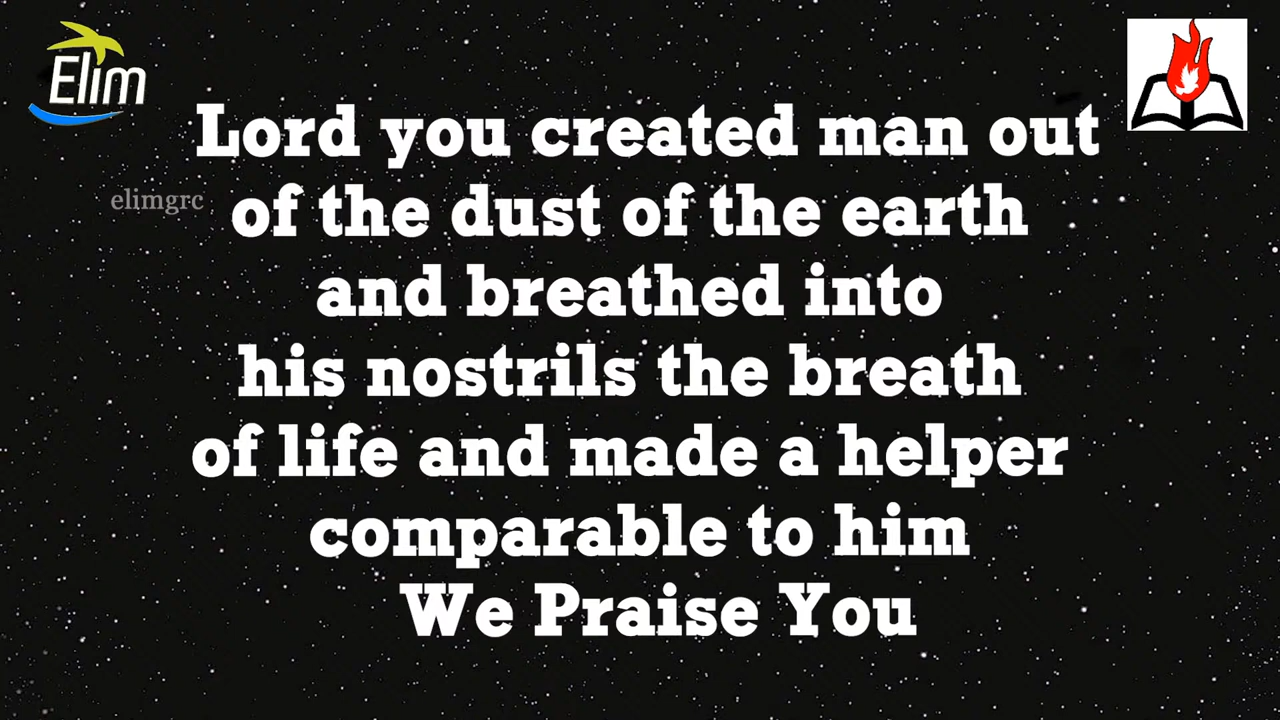 Elim
Lord you created man out
elimgrc
of the dust of the earth
and breathed into
his nostrils the breath
of life and made a helper
comparable to him
We Praise You